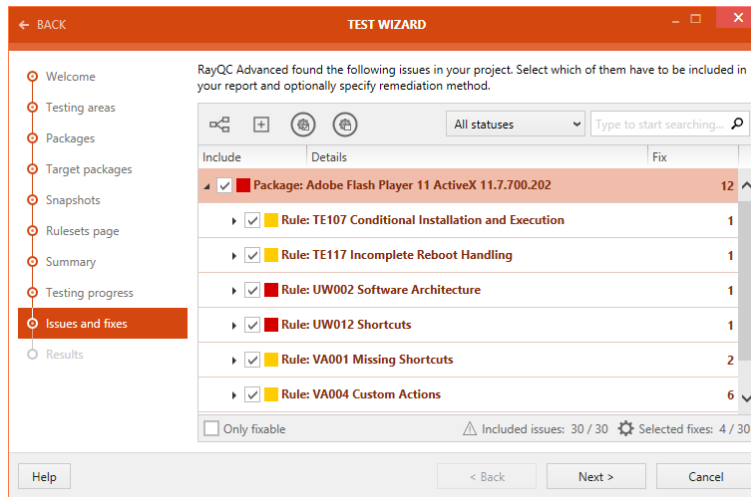 BACK
TEST WIZARD
Welcome
Testing areas
Packages
Target packages
Snapshots
Rulesets page
Summary
Testing progress
Issues and fixes
Results
RayQC Advanced found the following issues in your project. Select which of them have to be included in
your report and optionally specify remediation method.
All statuses
Type to start searching...
Include Details Fix
Package: Adobe Flash Player 11 ActiveX 11.7.700.202 12
Rule: TE107 Conditional Installation and Execution 1
Rule: TE117 Incomplete Reboot Handling 1
Rule: UW002 Software Architecture 1
Rule: UW012 Shortcuts 1
Rule: VA001 Missing Shortcuts 2
Rule: VA004 Custom Actions 6
Only fixable Included issues: 30 / 30 Selected fixes: 4 / 30
Help < Back Next > Cancel